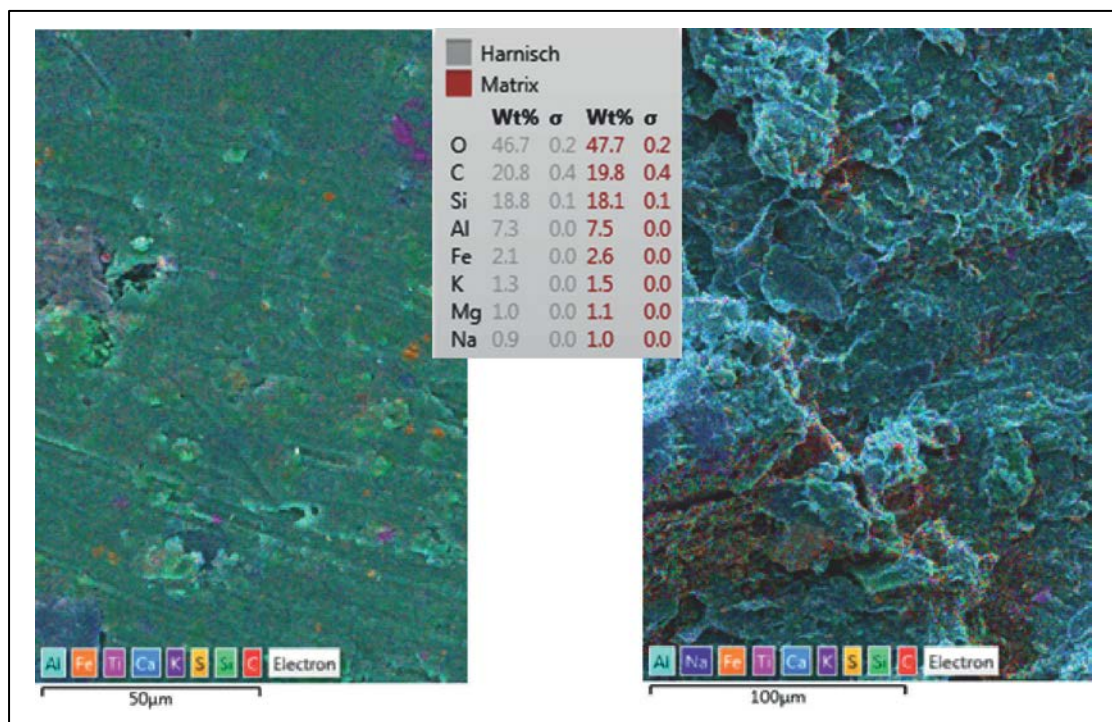 Harnisch
Matrix
Wt% σ Wt% σ
O 46.7 0.2 47.7 0.2
C 20.8 0.4 19.8 0.4
Si 18.8 0.1 18.1 0.1
Al 7.3 0.0 7.5 0.0
Fe 2.1 0.0 2.6 0.0
K 1.3 0.0 1.5 0.0
Mg 1.0 0.0 1.1 0.0
Na 0.9 0.0 1.0 0.0
Al Fe Ti Ca K S Si C Electron
50µm
Al Na Fe Ti Ca K S Si C Electron
100µm